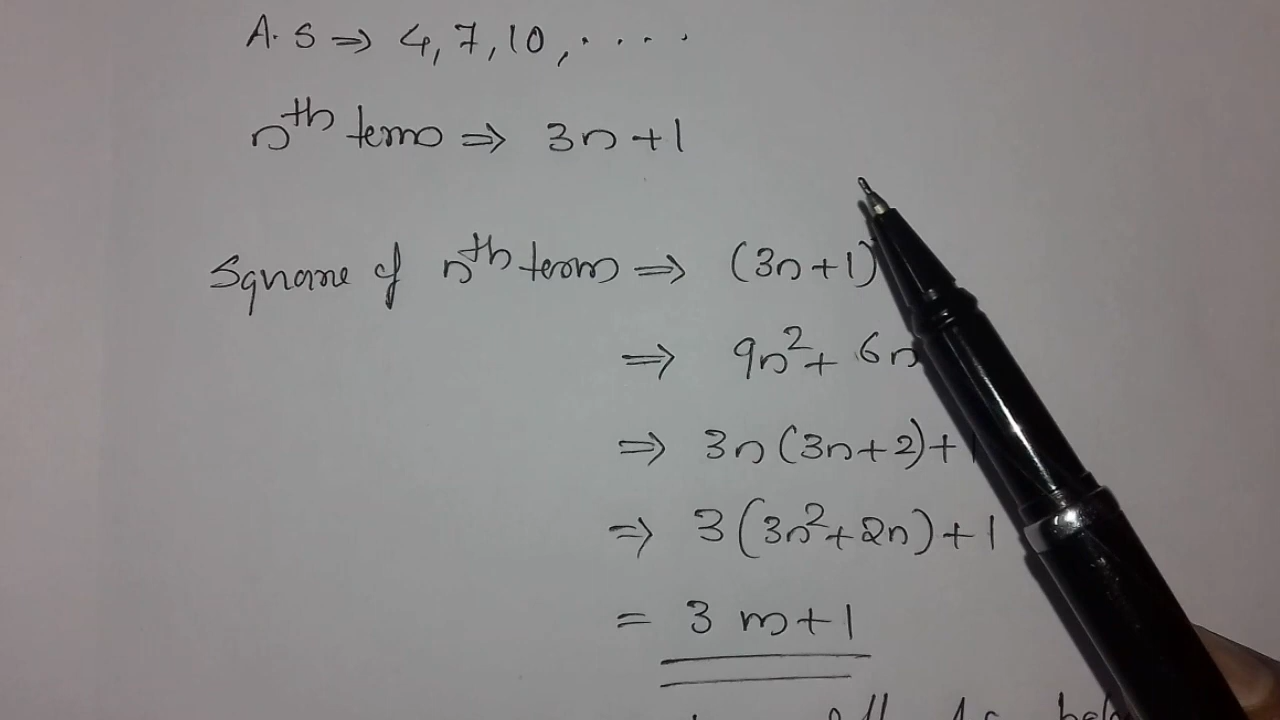 A.S ⇒ 4,7,10, . . . .
nth term ⇒ 3n+1
Square of nth term ⇒ (3n+1)
⇒ 9n²+ 6n
⇒ 3n(3n+2)+1
⇒ 3(3n²+2n)+1
= 3 m+1